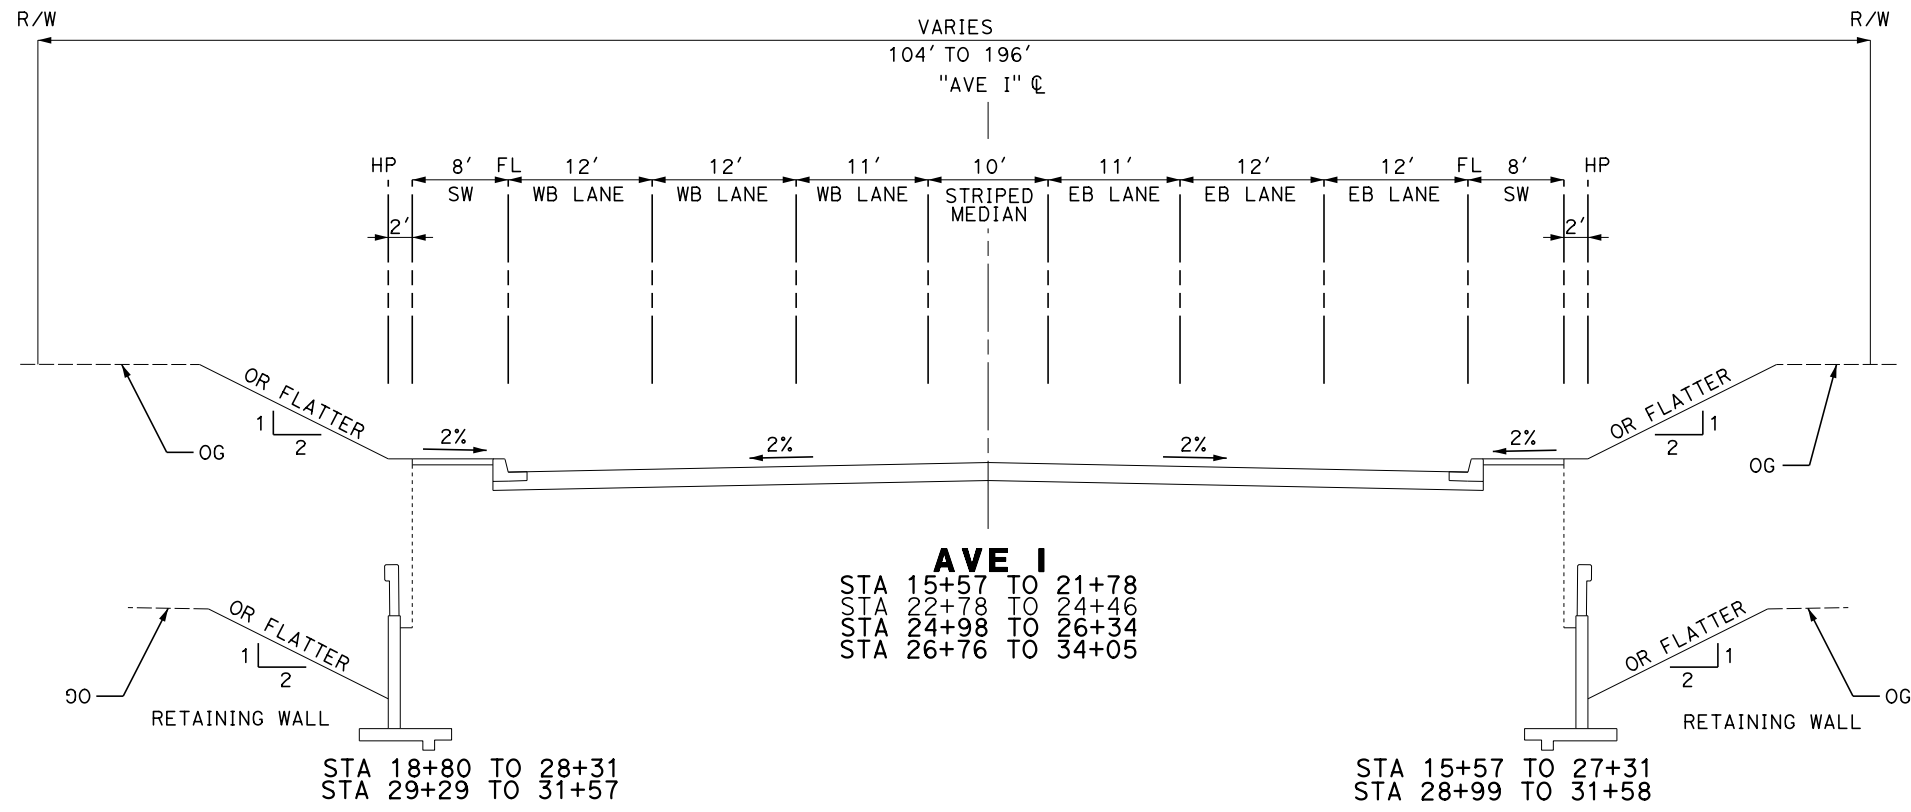 R/W
R/W
VARIES
104' TO 196'
"AVE I" ℄
HP 8' FL 12' 12' 11' 10' 11' 12' 12' FL 8' HP
SW WB LANE WB LANE WB LANE STRIPED MEDIAN EB LANE EB LANE EB LANE SW
2' 2'
OR FLATTER
1
2
OG
2%
2%
2%
2%
OR FLATTER
1
2
OG
AVE I
STA 15+57 TO 21+78
STA 22+78 TO 24+46
STA 24+98 TO 26+34
STA 26+76 TO 34+05
OR FLATTER
1
2
OG
RETAINING WALL
STA 18+80 TO 28+31
STA 29+29 TO 31+57
OR FLATTER
1
2
OG
RETAINING WALL
STA 15+57 TO 27+31
STA 28+99 TO 31+58